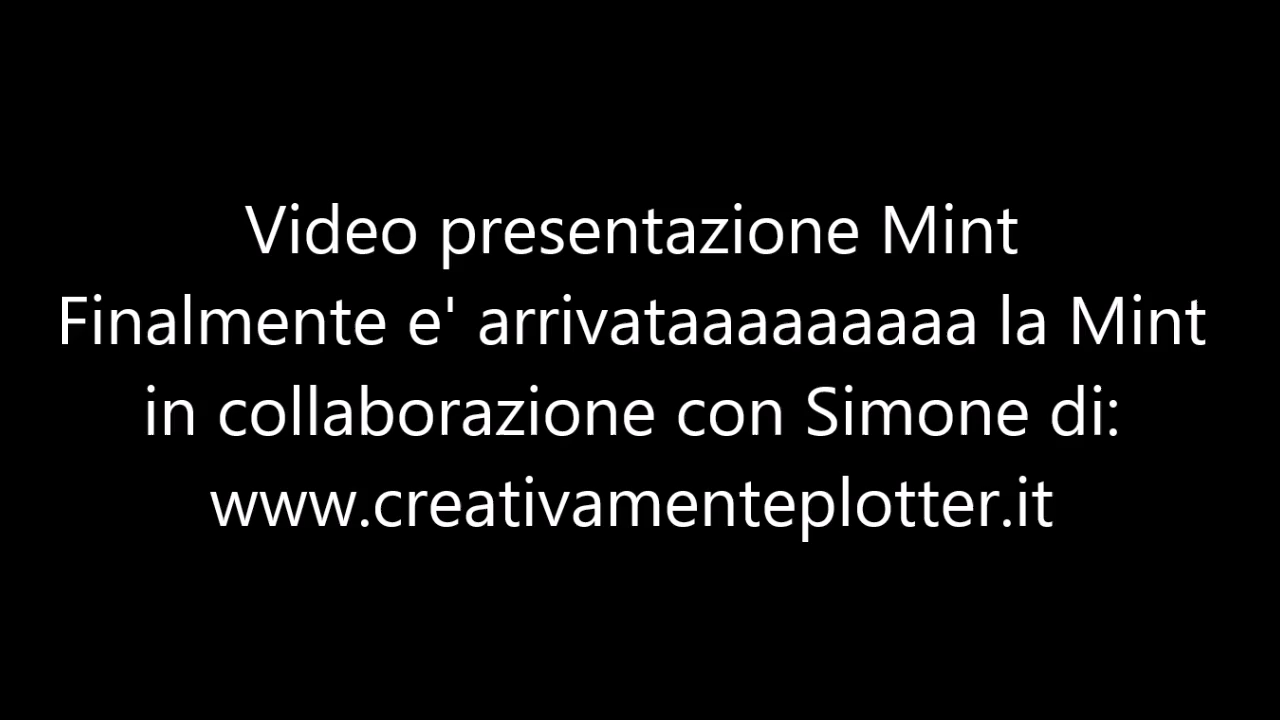 Video presentazione Mint
Finalmente e' arrivataaaaaaaaa la Mint
in collaborazione con Simone di:
www.creativamenteplotter.it